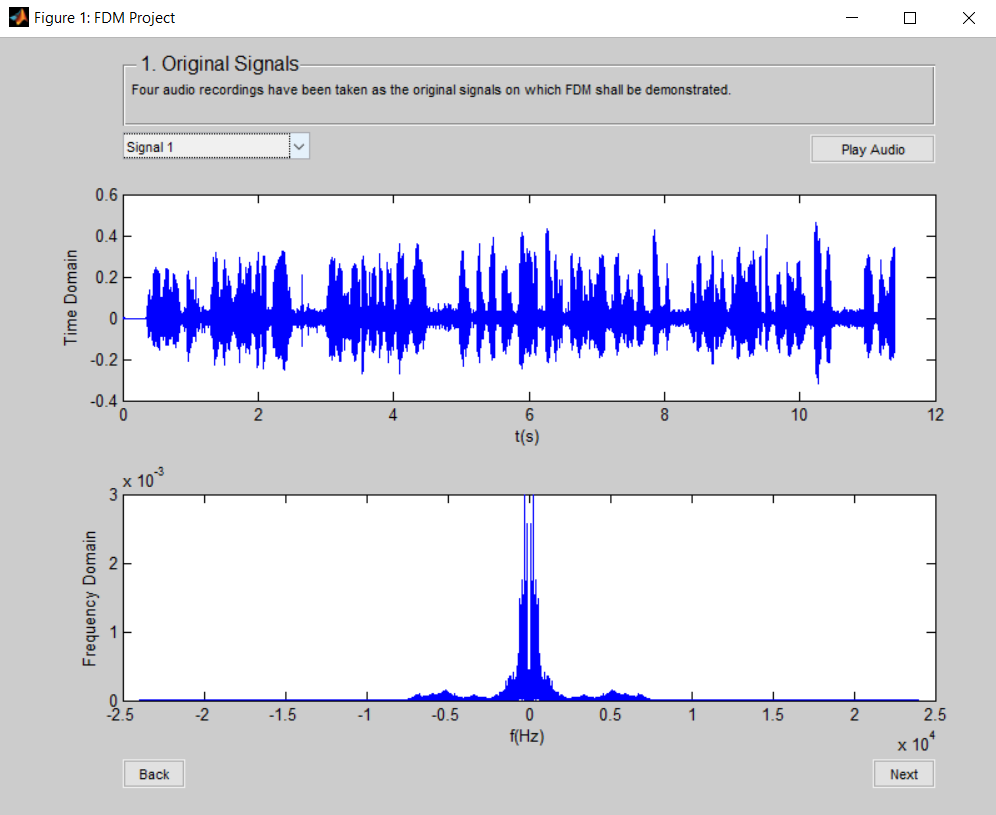 Figure 1: FDM Project
1. Original Signals
Four audio recordings have been taken as the original signals on which FDM shall be demonstrated.
Signal 1
Play Audio
0.6
0.4
0.2
0
-0.2
-0.4
Time Domain
0 2 4 6 8 10 12
t(s)
x 10-3
3
2
1
0
Frequency Domain
-2.5 -2 -1.5 -1 -0.5 0 0.5 1 1.5 2 2.5
f(Hz)
x 104
Back
Next